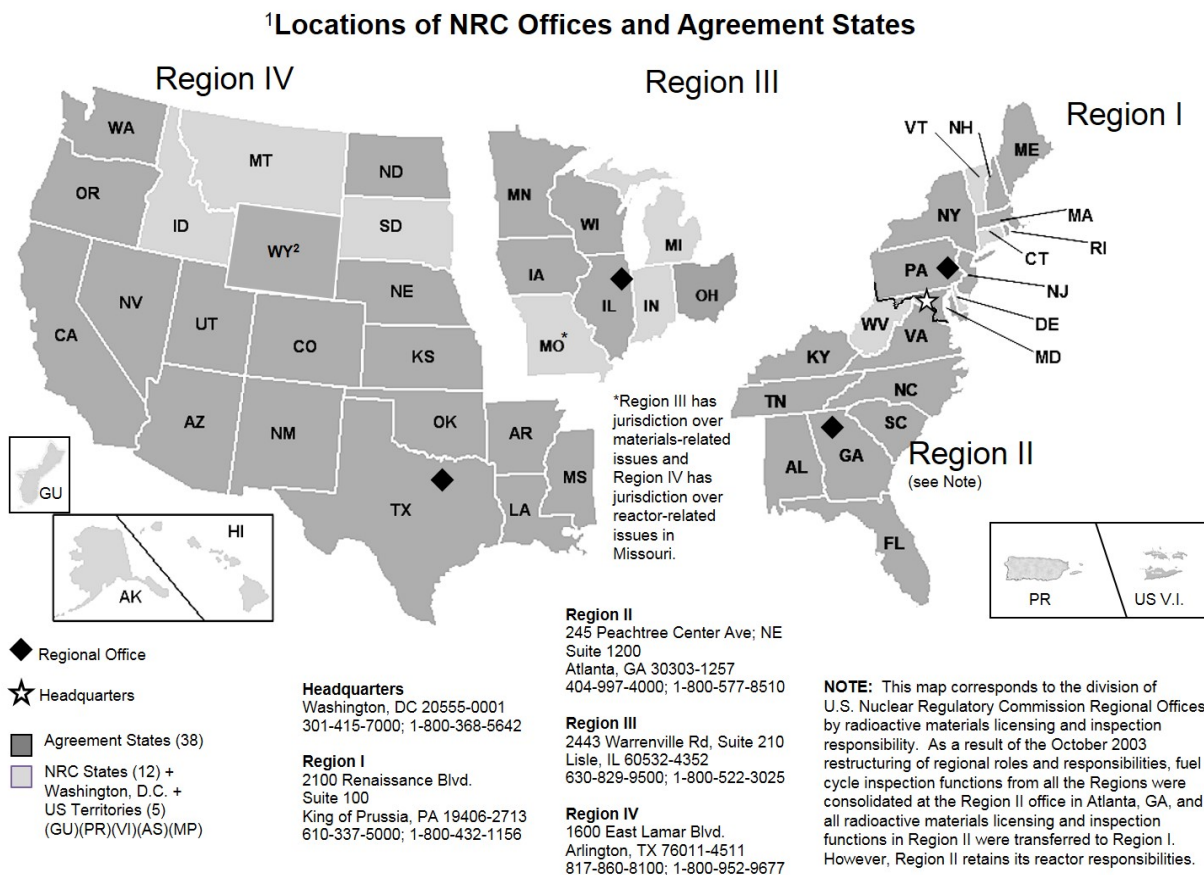 ¹Locations of NRC Offices and Agreement States
Region IV
Region III
Region I
WA
MT
ND
OR
ID
SD
WY²
NE
NV
UT
CO
KS
CA
AZ
NM
OK
AR
TX
LA
MS
GU
AK
HI
MN
WI
MI
IA
IL
IN
OH
MO*
*Region III has
jurisdiction over
materials-related
issues and
Region IV has
jurisdiction over
reactor-related
issues in
Missouri.
VT
NH
ME
NY
MA
RI
CT
PA
NJ
DE
MD
WV
VA
KY
NC
TN
SC
AL
GA
FL
Region II
(see Note)
PR
US V.I.
Regional Office
Headquarters
Agreement States (38)
NRC States (12) +
Washington, D.C. +
US Territories (5)
(GU)(PR)(VI)(AS)(MP)
Headquarters
Washington, DC 20555-0001
301-415-7000; 1-800-368-5642
Region I
2100 Renaissance Blvd.
Suite 100
King of Prussia, PA 19406-2713
610-337-5000; 1-800-432-1156
Region II
245 Peachtree Center Ave; NE
Suite 1200
Atlanta, GA 30303-1257
404-997-4000; 1-800-577-8510
Region III
2443 Warrenville Rd, Suite 210
Lisle, IL 60532-4352
630-829-9500; 1-800-522-3025
Region IV
1600 East Lamar Blvd.
Arlington, TX 76011-4511
817-860-8100; 1-800-952-9677
NOTE: This map corresponds to the division of
U.S. Nuclear Regulatory Commission Regional Offices
by radioactive materials licensing and inspection
responsibility. As a result of the October 2003
restructuring of regional roles and responsibilities, fuel
cycle inspection functions from all the Regions were
consolidated at the Region II office in Atlanta, GA, and
all radioactive materials licensing and inspection
functions in Region II were transferred to Region I.
However, Region II retains its reactor responsibilities.